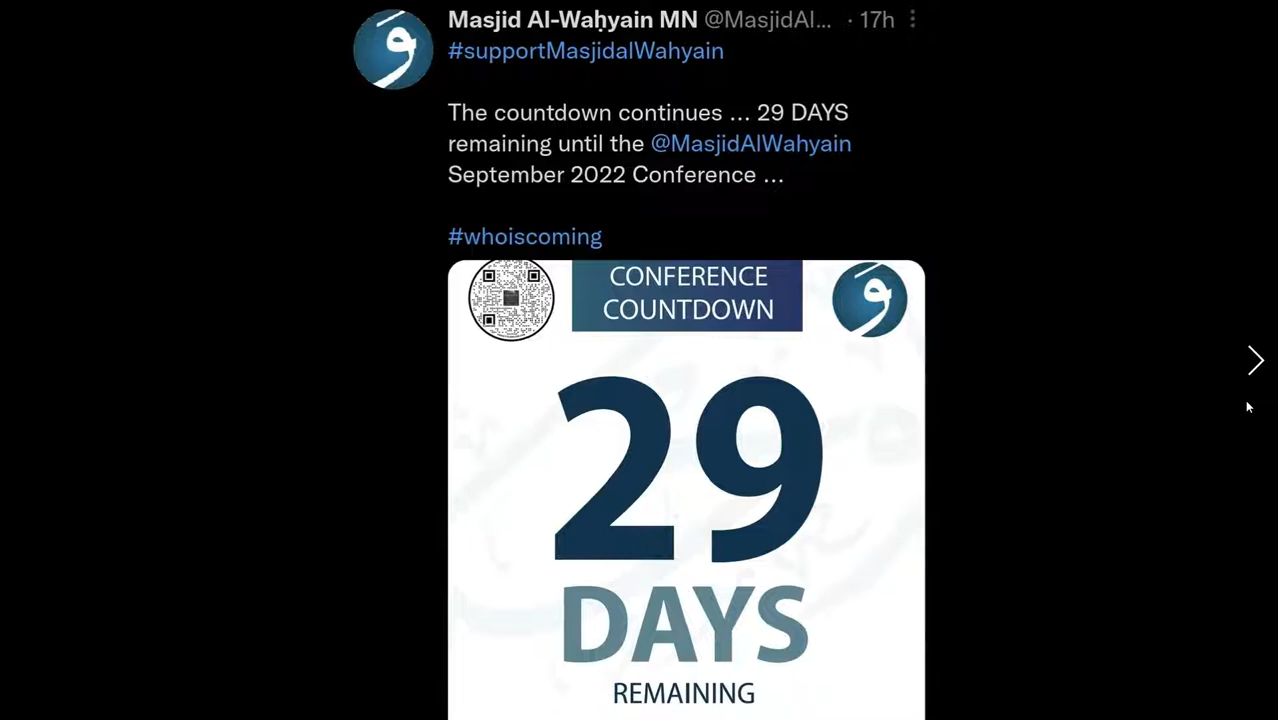 Masjid Al-Waḥyain MN @MasjidAl... · 17h
#supportMasjidalWahyain
The countdown continues ... 29 DAYS
remaining until the @MasjidAlWahyain
September 2022 Conference ...
#whoiscoming
CONFERENCE
COUNTDOWN
29
DAYS
REMAINING